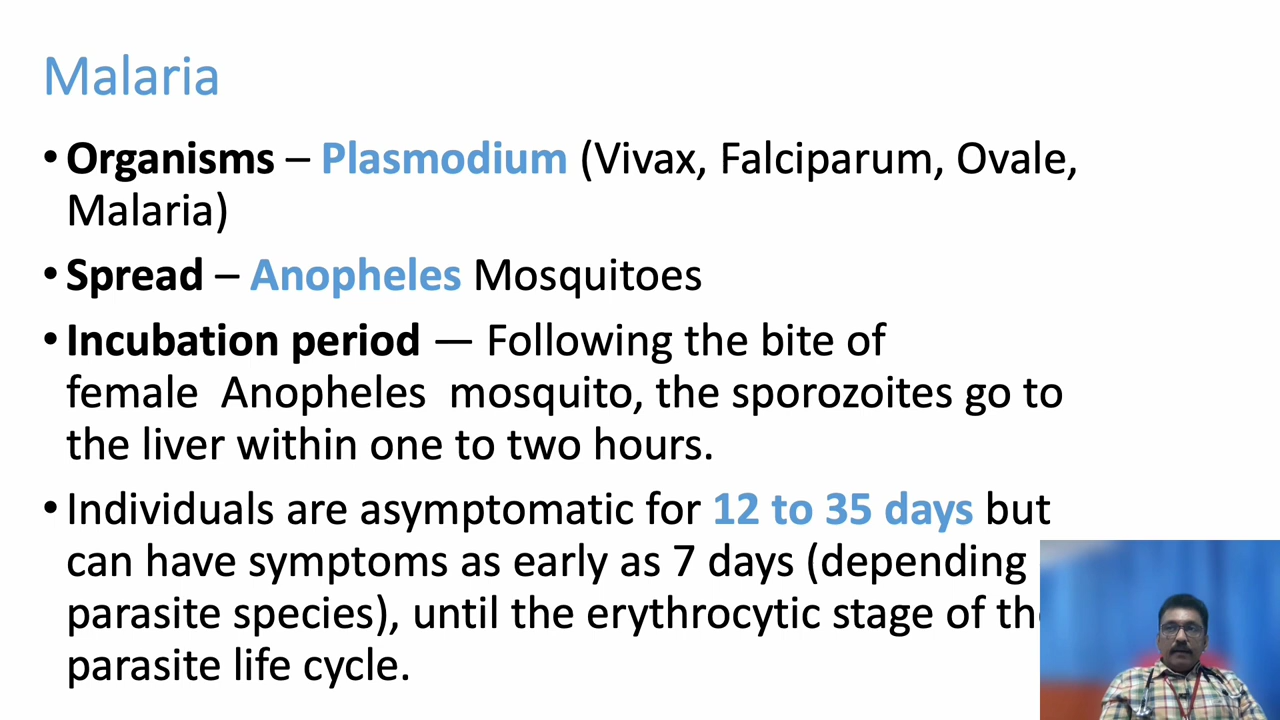 Malaria
• Organisms – Plasmodium (Vivax, Falciparum, Ovale,
Malaria)
• Spread – Anopheles Mosquitoes
• Incubation period — Following the bite of
female Anopheles mosquito, the sporozoites go to
the liver within one to two hours.
• Individuals are asymptomatic for 12 to 35 days but
can have symptoms as early as 7 days (depending
parasite species), until the erythrocytic stage of the
parasite life cycle.